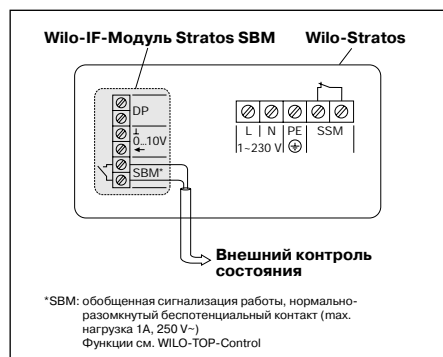 Wilo-IF-Модуль Stratos SBM
Wilo-Stratos
DP
⊥
0...10V
SBM*
L N PE SSM
1~230 V
Внешний контроль
состояния
*SBM: обобщенная сигнализация работы, нормально-
разомкнутый беспотенциальный контакт (max.
нагрузка 1A, 250 V~)
Функции см. WILO-TOP-Control